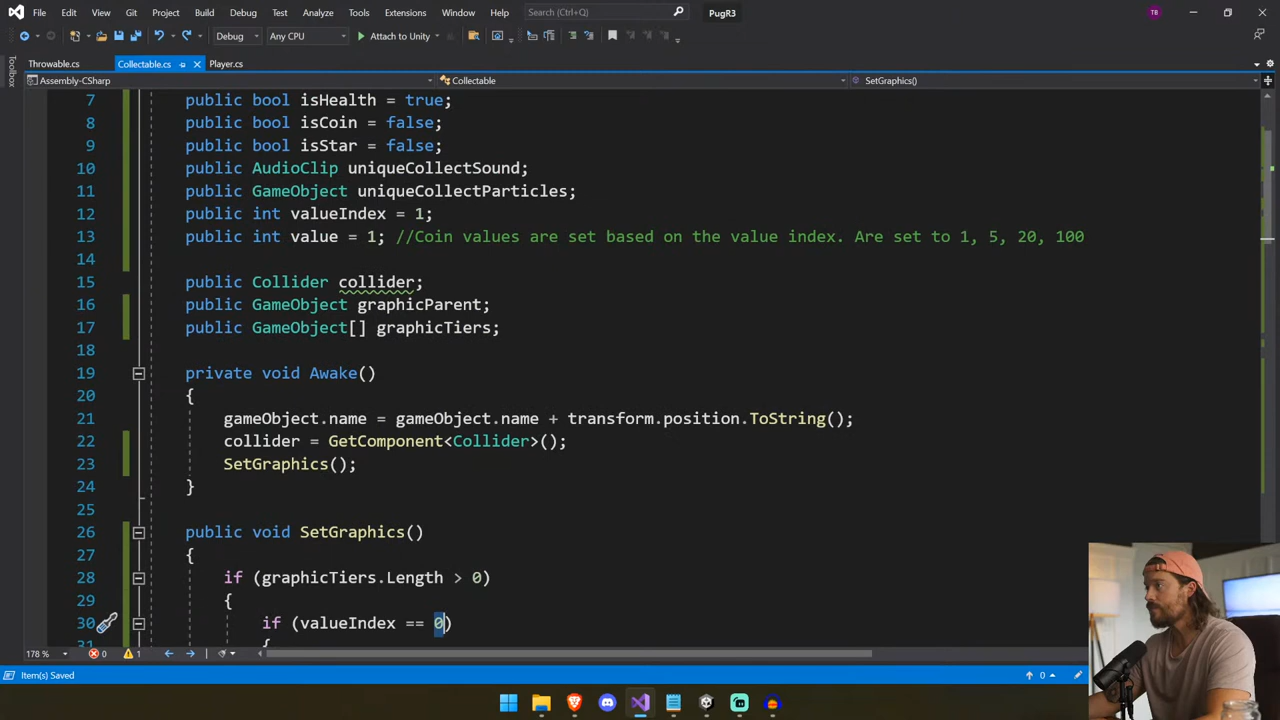 File Edit View Git Project Build Debug Test Analyze Tools Extensions Window Help Search (Ctrl+Q) PugR3 TB
Debug Any CPU Attach to Unity
Throwable.cs Collectable.cs Player.cs
Toolbox
Assembly-CSharp Collectable SetGraphics()
7 public bool isHealth = true;
8 public bool isCoin = false;
9 public bool isStar = false;
10 public AudioClip uniqueCollectSound;
11 public GameObject uniqueCollectParticles;
12 public int valueIndex = 1;
13 public int value = 1; //Coin values are set based on the value index. Are set to 1, 5, 20, 100
14
15 public Collider collider;
16 public GameObject graphicParent;
17 public GameObject[] graphicTiers;
18
19 private void Awake()
20 {
21 gameObject.name = gameObject.name + transform.position.ToString();
22 collider = GetComponent<Collider>();
23 SetGraphics();
24 }
25
26 public void SetGraphics()
27 {
28 if (graphicTiers.Length > 0)
29 {
30 if (valueIndex == 0)
31 {
178 % 0 1
Item(s) Saved 0